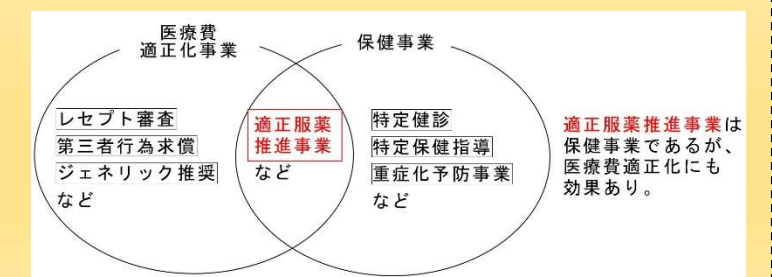 医療費
適正化事業
保健事業
レセプト審査
第三者行為求償
ジェネリック推奨
など
適正服薬
推進事業
など
特定健診
特定保健指導
重症化予防事業
など
適正服薬推進事業は
保健事業であるが、
医療費適正化にも
効果あり。